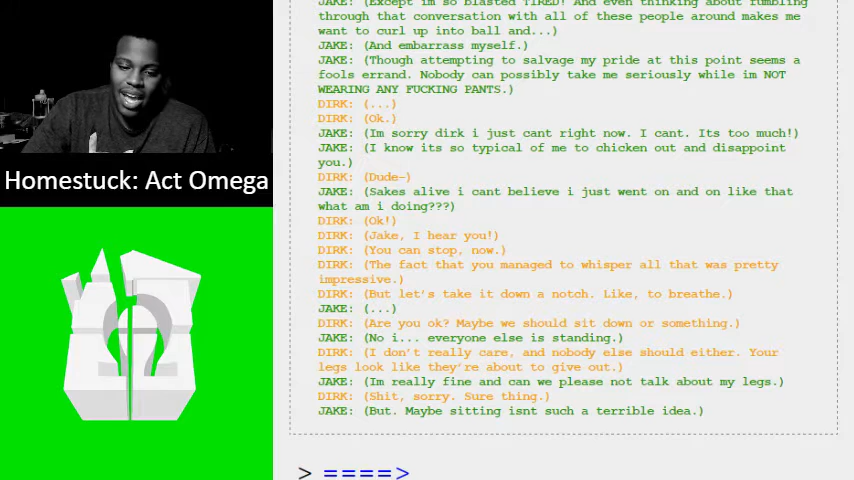 JAKE: (Except im so blasted TIRED! And even thinking about fumbling
through that conversation with all of these people around makes me
want to curl up into ball and...)
JAKE: (And embarrass myself.)
JAKE: (Though attempting to salvage my pride at this point seems a
fools errand. Nobody can possibly take me seriously while im NOT
WEARING ANY FUCKING PANTS.)
DIRK: (...)
DIRK: (Ok.)
JAKE: (Im sorry dirk i just cant right now. I cant. Its too much!)
JAKE: (I know its so typical of me to chicken out and disappoint
you.)
DIRK: (Dude—)
JAKE: (Sakes alive i cant believe i just went on and on like that
what am i doing???)
DIRK: (Ok!)
DIRK: (Jake, I hear you!)
DIRK: (You can stop, now.)
DIRK: (The fact that you managed to whisper all that was pretty
impressive.)
DIRK: (But let's take it down a notch. Like, to breathe.)
JAKE: (...)
DIRK: (Are you ok? Maybe we should sit down or something.)
JAKE: (No i... everyone else is standing.)
DIRK: (I don't really care, and nobody else should either. Your
legs look like they're about to give out.)
JAKE: (Im really fine and can we please not talk about my legs.)
DIRK: (Shit, sorry. Sure thing.)
JAKE: (But. Maybe sitting isnt such a terrible idea.)
> ====>
Homestuck: Act Omega